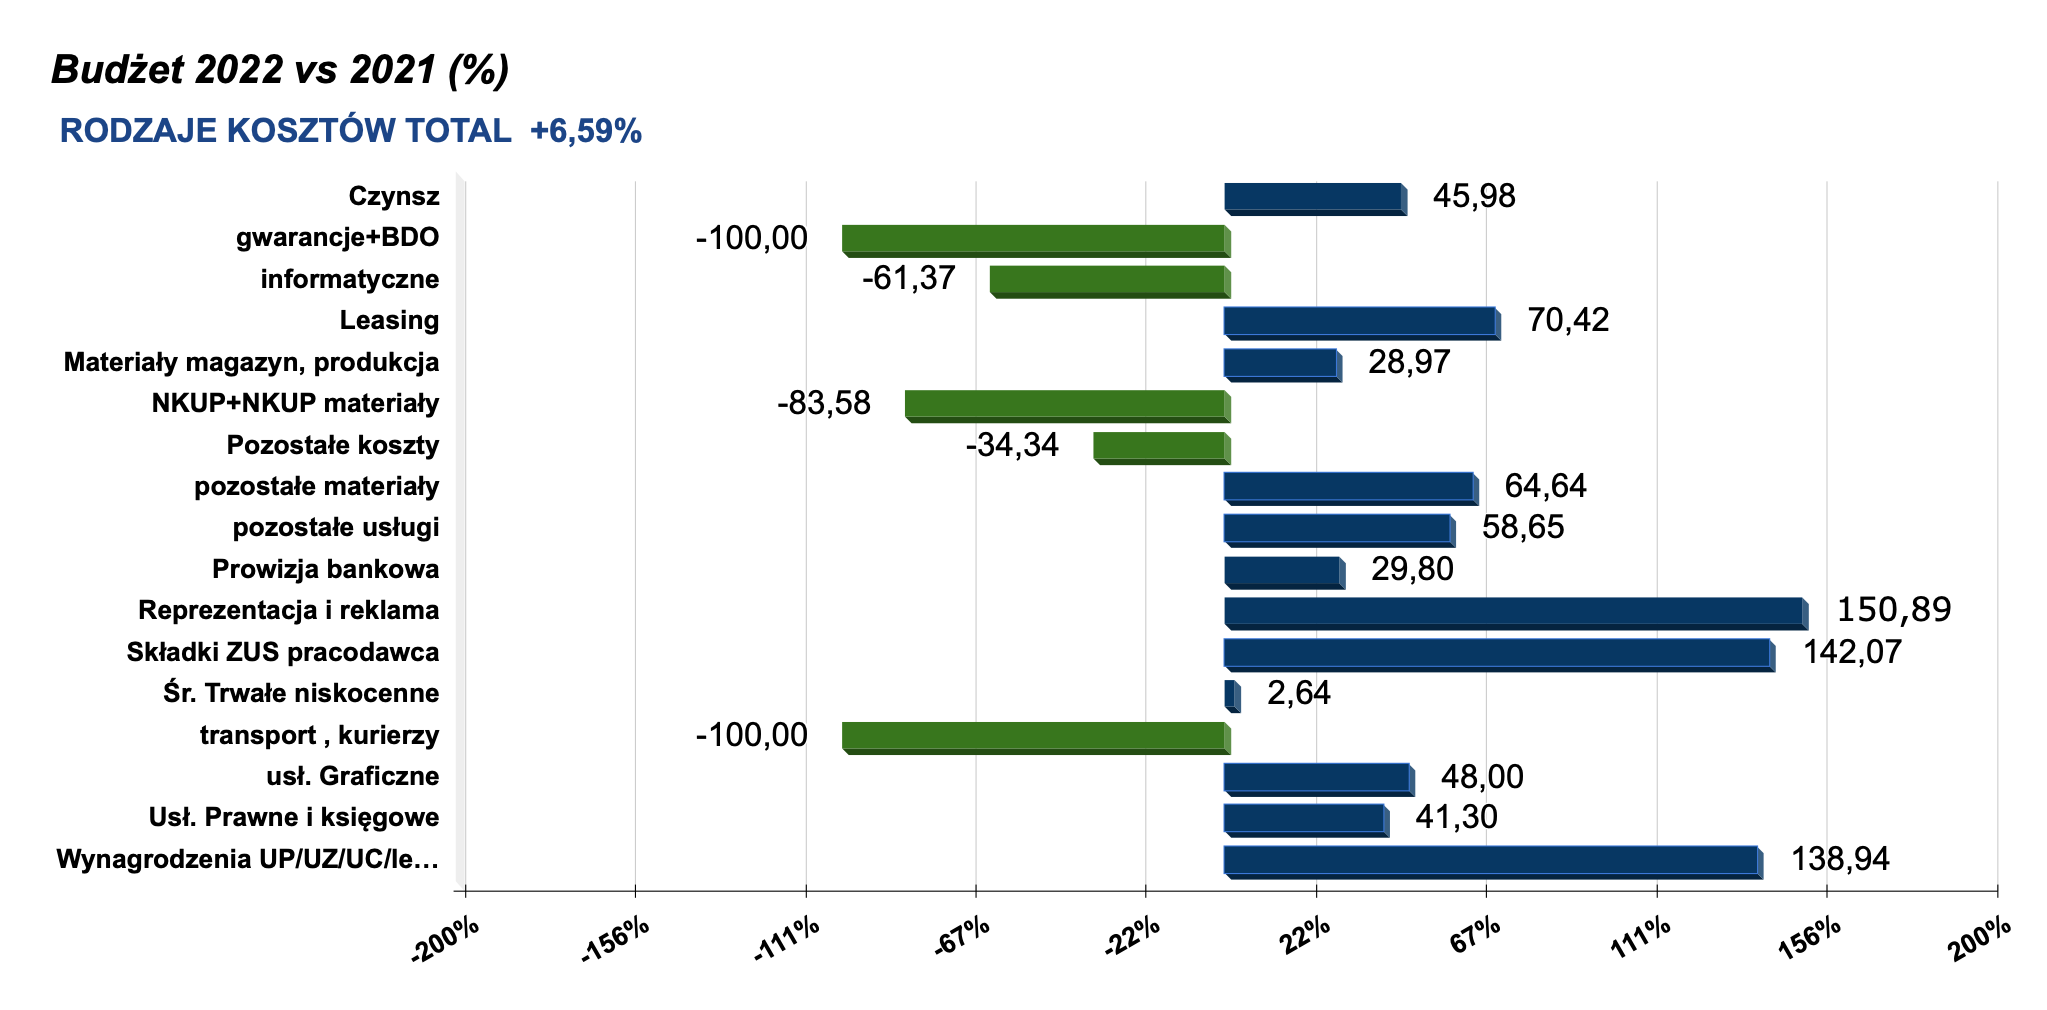 Budżet 2022 vs 2021 (%)
RODZAJE KOSZTÓW TOTAL +6,59%
Czynsz 45,98
gwarancje+BDO -100,00
informatyczne -61,37
Leasing 70,42
Materiały magazyn, produkcja 28,97
NKUP+NKUP materiały -83,58
Pozostałe koszty -34,34
pozostałe materiały 64,64
pozostałe usługi 58,65
Prowizja bankowa 29,80
Reprezentacja i reklama 150,89
Składki ZUS pracodawca 142,07
Śr. Trwałe niskocenne 2,64
transport , kurierzy -100,00
usł. Graficzne 48,00
Usł. Prawne i księgowe 41,30
Wynagrodzenia UP/UZ/UC/le… 138,94
-200% -156% -111% -67% -22% 22% 67% 111% 156% 200%